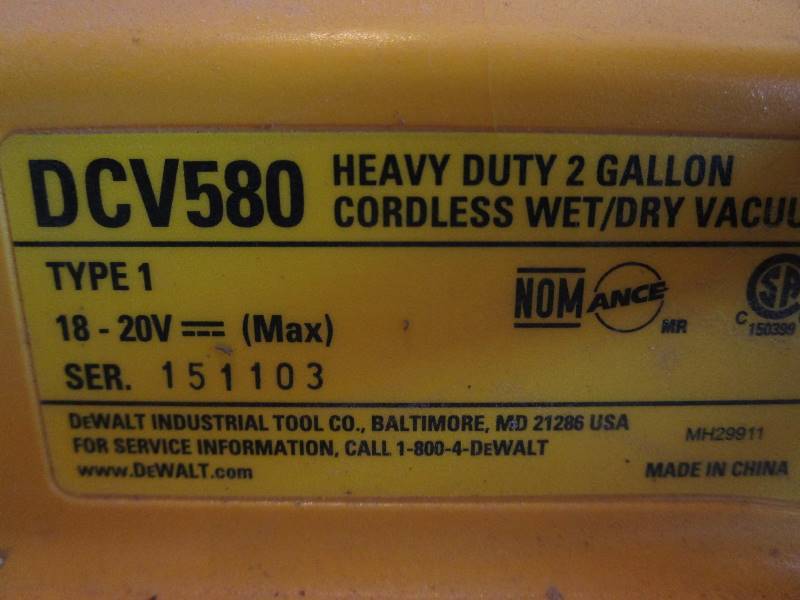 DCV580
HEAVY DUTY 2 GALLON
CORDLESS WET/DRY VACUU
TYPE 1
18 - 20V ⎓ (Max)
SER. 151103
NOM ANCE MR
C SA 150399
DEWALT INDUSTRIAL TOOL CO., BALTIMORE, MD 21286 USA
FOR SERVICE INFORMATION, CALL 1-800-4-DEWALT
www.DEWALT.com
MH29911
MADE IN CHINA